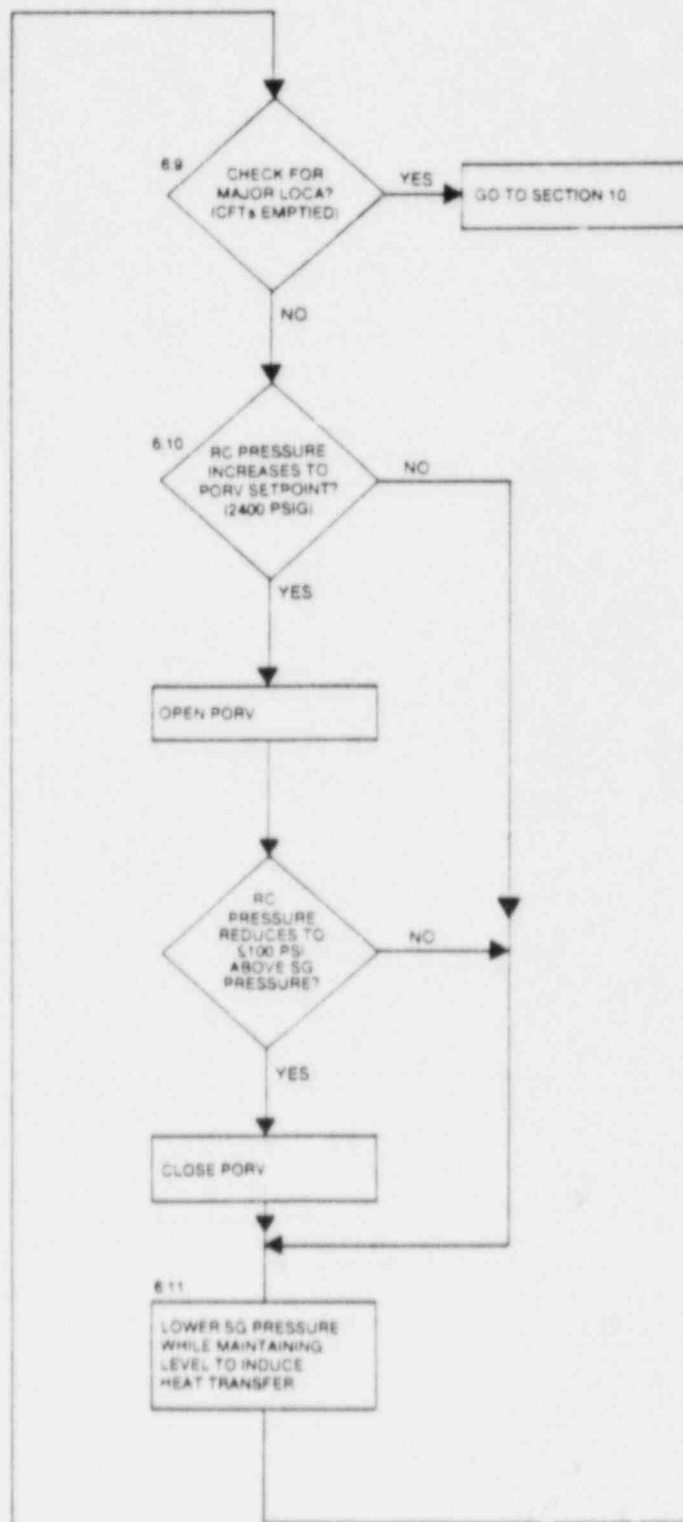 6.9
CHECK FOR
MAJOR LOCA?
(CFTs EMPTIED)
YES
GO TO SECTION 10
NO
6.10
RC PRESSURE
INCREASES TO
PORV SETPOINT?
(2400 PSIG)
NO
YES
OPEN PORV
RC
PRESSURE
REDUCES TO
≤100 PSI
ABOVE SG
PRESSURE?
NO
YES
CLOSE PORV
6.11
LOWER SG PRESSURE
WHILE MAINTAINING
LEVEL TO INDUCE
HEAT TRANSFER